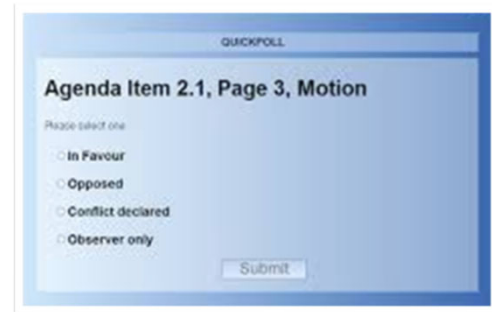 QUICKPOLL
Agenda Item 2.1, Page 3, Motion
Please select one
In Favour
Opposed
Conflict declared
Observer only
Submit